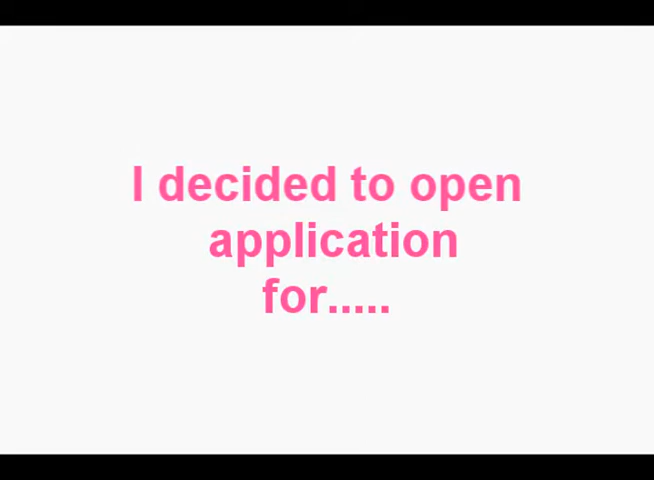 I decided to open
application
for.....